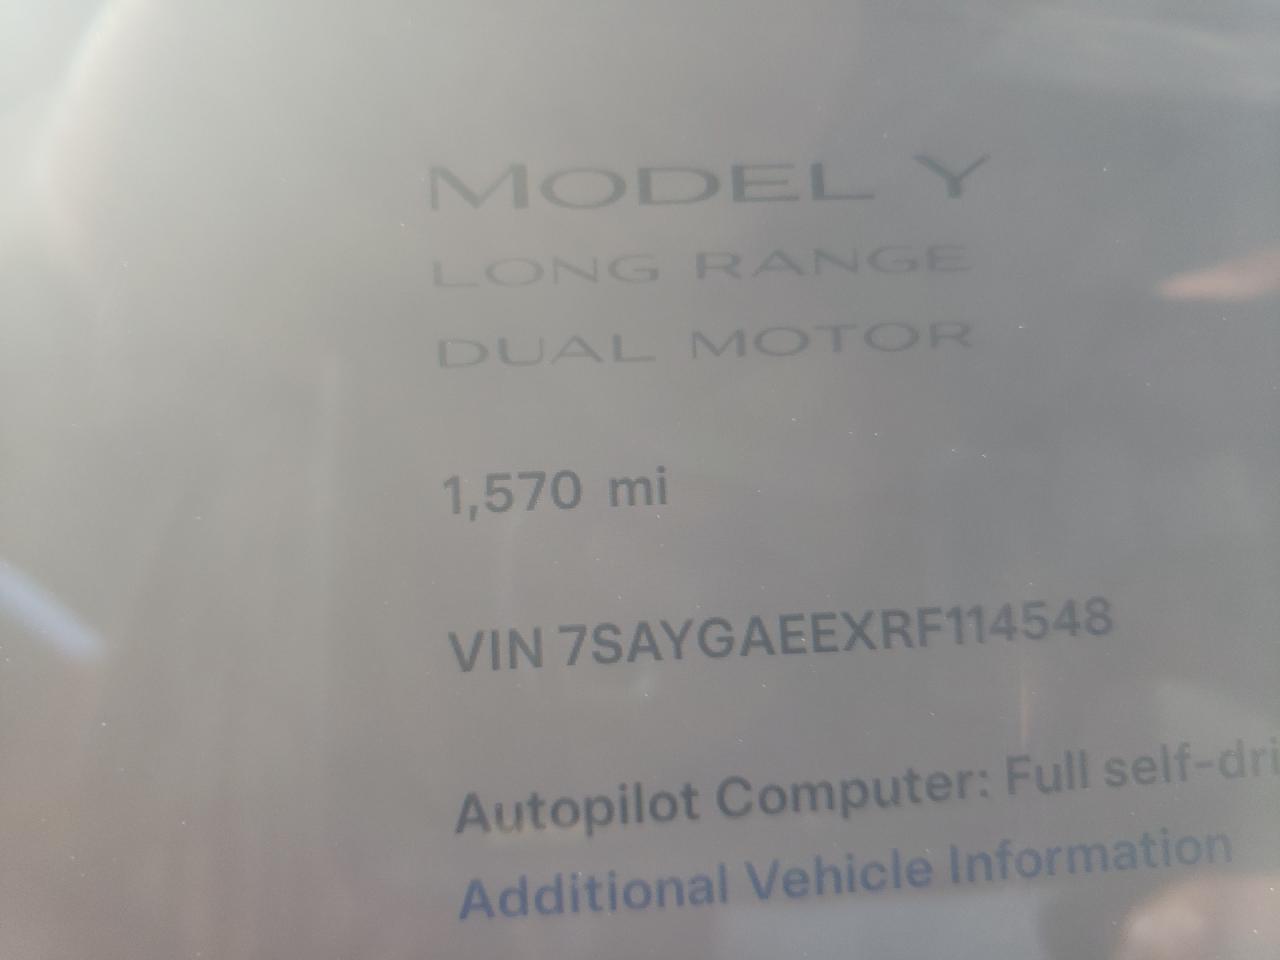 MODEL Y
LONG RANGE
DUAL MOTOR
1,570 mi
VIN 7SAYGAEEXRF114548
Autopilot Computer: Full self-dri
Additional Vehicle Information